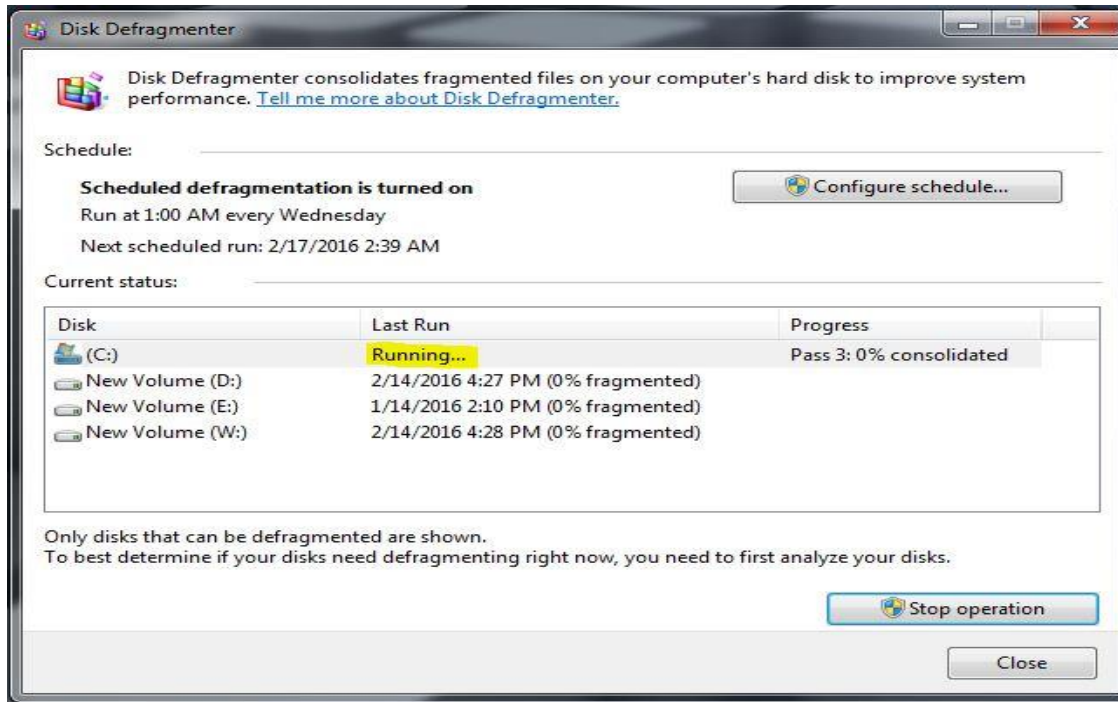 Disk Defragmenter
Disk Defragmenter consolidates fragmented files on your computer's hard disk to improve system
performance. Tell me more about Disk Defragmenter.
Schedule:
Scheduled defragmentation is turned on
Configure schedule...
Run at 1:00 AM every Wednesday
Next scheduled run: 2/17/2016 2:39 AM
Current status:
Disk Last Run Progress
(C:) Running... Pass 3: 0% consolidated
New Volume (D:) 2/14/2016 4:27 PM (0% fragmented)
New Volume (E:) 1/14/2016 2:10 PM (0% fragmented)
New Volume (W:) 2/14/2016 4:28 PM (0% fragmented)
Only disks that can be defragmented are shown.
To best determine if your disks need defragmenting right now, you need to first analyze your disks.
Stop operation
Close